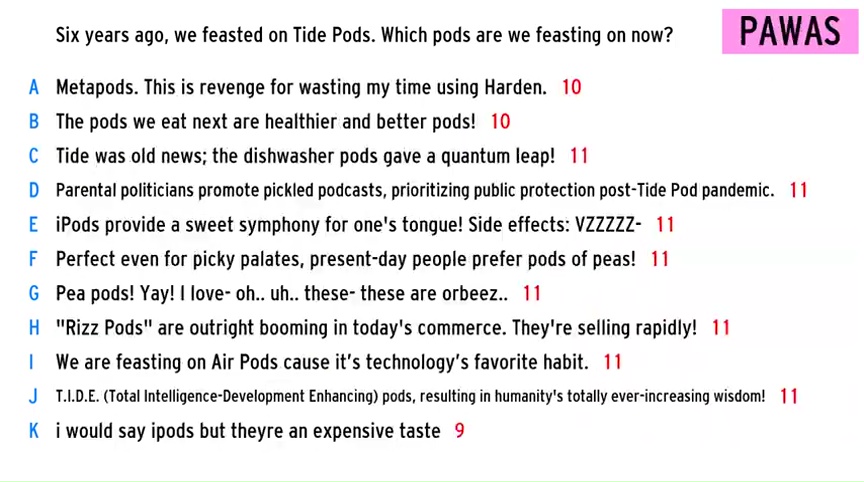 Six years ago, we feasted on Tide Pods. Which pods are we feasting on now?
PAWAS
A Metapods. This is revenge for wasting my time using Harden. 10
B The pods we eat next are healthier and better pods! 10
C Tide was old news; the dishwasher pods gave a quantum leap! 11
D Parental politicians promote pickled podcasts, prioritizing public protection post-Tide Pod pandemic. 11
E iPods provide a sweet symphony for one's tongue! Side effects: VZZZZZ- 11
F Perfect even for picky palates, present-day people prefer pods of peas! 11
G Pea pods! Yay! I love- oh.. uh.. these- these are orbeez.. 11
H "Rizz Pods" are outright booming in today's commerce. They're selling rapidly! 11
I We are feasting on Air Pods cause it's technology's favorite habit. 11
J T.I.D.E. (Total Intelligence-Development Enhancing) pods, resulting in humanity's totally ever-increasing wisdom! 11
K i would say ipods but theyre an expensive taste 9